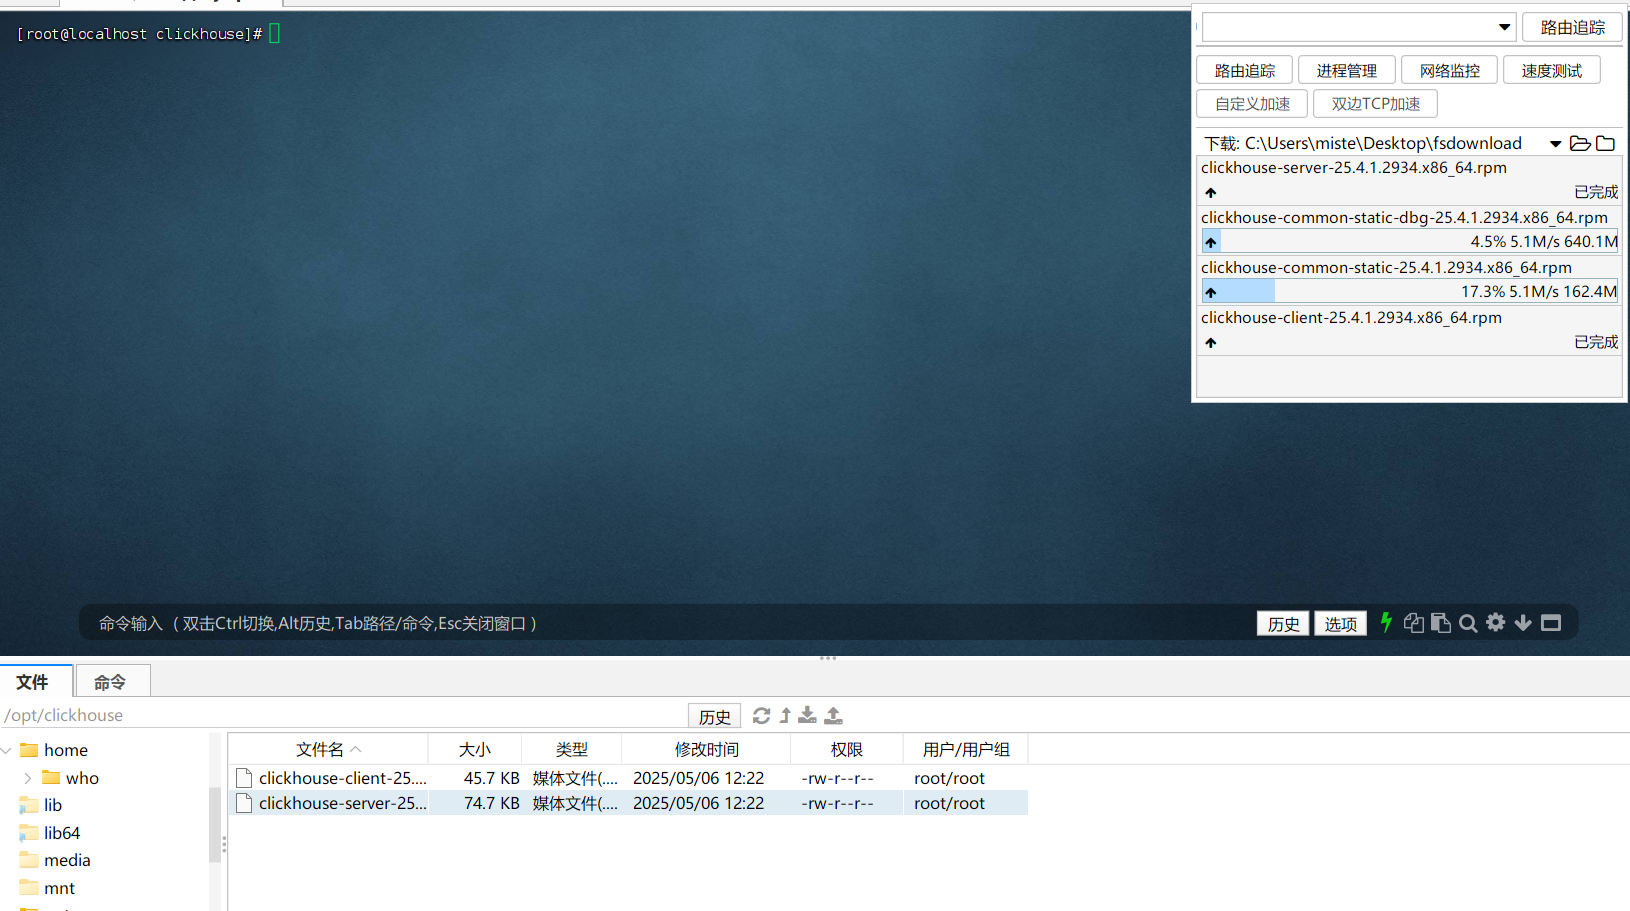 [root@localhost clickhouse]#
路由追踪
路由追踪 进程管理 网络监控 速度测试
自定义加速 双边TCP加速
下载: C:\Users\miste\Desktop\fsdownload
clickhouse-server-25.4.1.2934.x86_64.rpm
已完成
clickhouse-common-static-dbg-25.4.1.2934.x86_64.rpm
4.5% 5.1M/s 640.1M
clickhouse-common-static-25.4.1.2934.x86_64.rpm
17.3% 5.1M/s 162.4M
clickhouse-client-25.4.1.2934.x86_64.rpm
已完成
命令输入 ( 双击Ctrl切换,Alt历史,Tab路径/命令,Esc关闭窗口 )
历史 选项
文件 命令
/opt/clickhouse 历史
home
who
lib
lib64
media
mnt
文件名 大小 类型 修改时间 权限 用户/用户组
clickhouse-client-25.... 45.7 KB 媒体文件(.... 2025/05/06 12:22 -rw-r--r-- root/root
clickhouse-server-25... 74.7 KB 媒体文件(.... 2025/05/06 12:22 -rw-r--r-- root/root